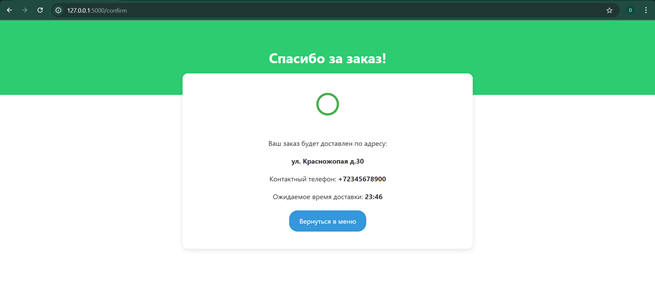 127.0.0.1:5000/confirm
Спасибо за заказ!
Ваш заказ будет доставлен по адресу:
ул. Красножопая д.30
Контактный телефон: +72345678900
Ожидаемое время доставки: 23:46
Вернуться в меню